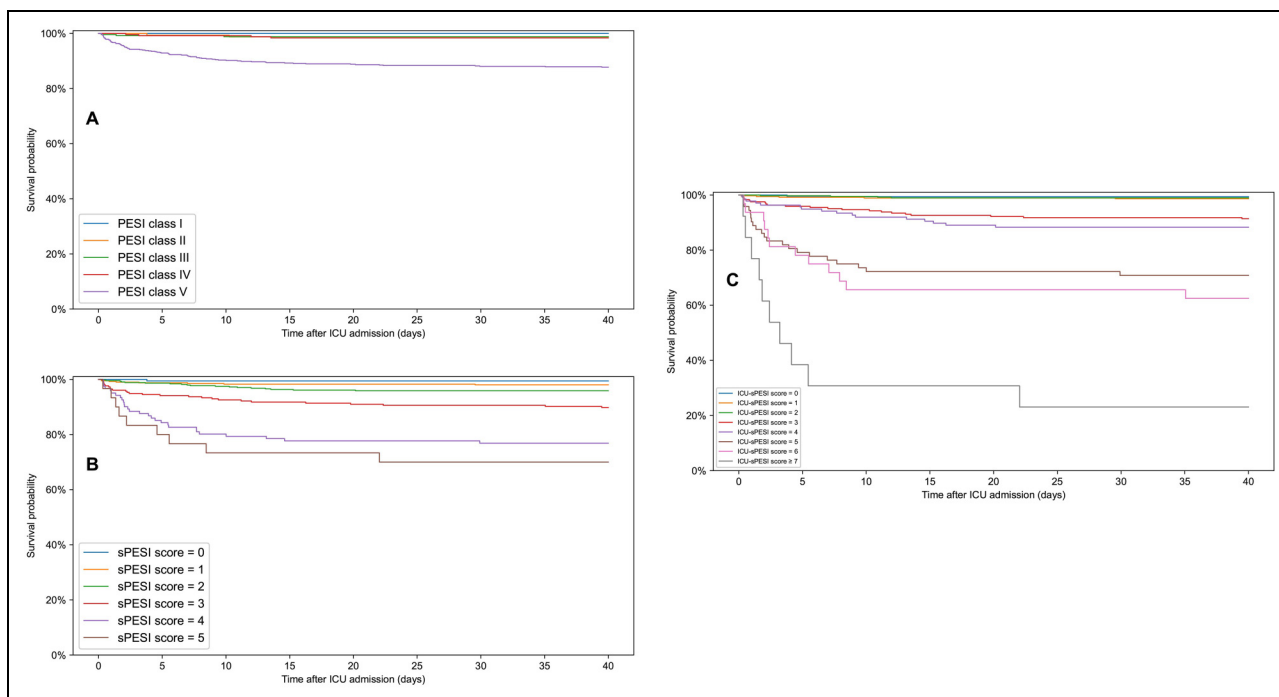 100%
80%
60%
40%
20%
0%
Survival probability
A
PESI class I
PESI class II
PESI class III
PESI class IV
PESI class V
0 5 10 15 20 25 30 35 40
Time after ICU admission (days)
100%
80%
60%
40%
20%
0%
Survival probability
B
sPESI score = 0
sPESI score = 1
sPESI score = 2
sPESI score = 3
sPESI score = 4
sPESI score = 5
0 5 10 15 20 25 30 35 40
Time after ICU admission (days)
100%
80%
60%
40%
20%
0%
Survival probability
C
ICU-sPESI score = 0
ICU-sPESI score = 1
ICU-sPESI score = 2
ICU-sPESI score = 3
ICU-sPESI score = 4
ICU-sPESI score = 5
ICU-sPESI score = 6
ICU-sPESI score ≥ 7
0 5 10 15 20 25 30 35 40
Time after ICU admission (days)